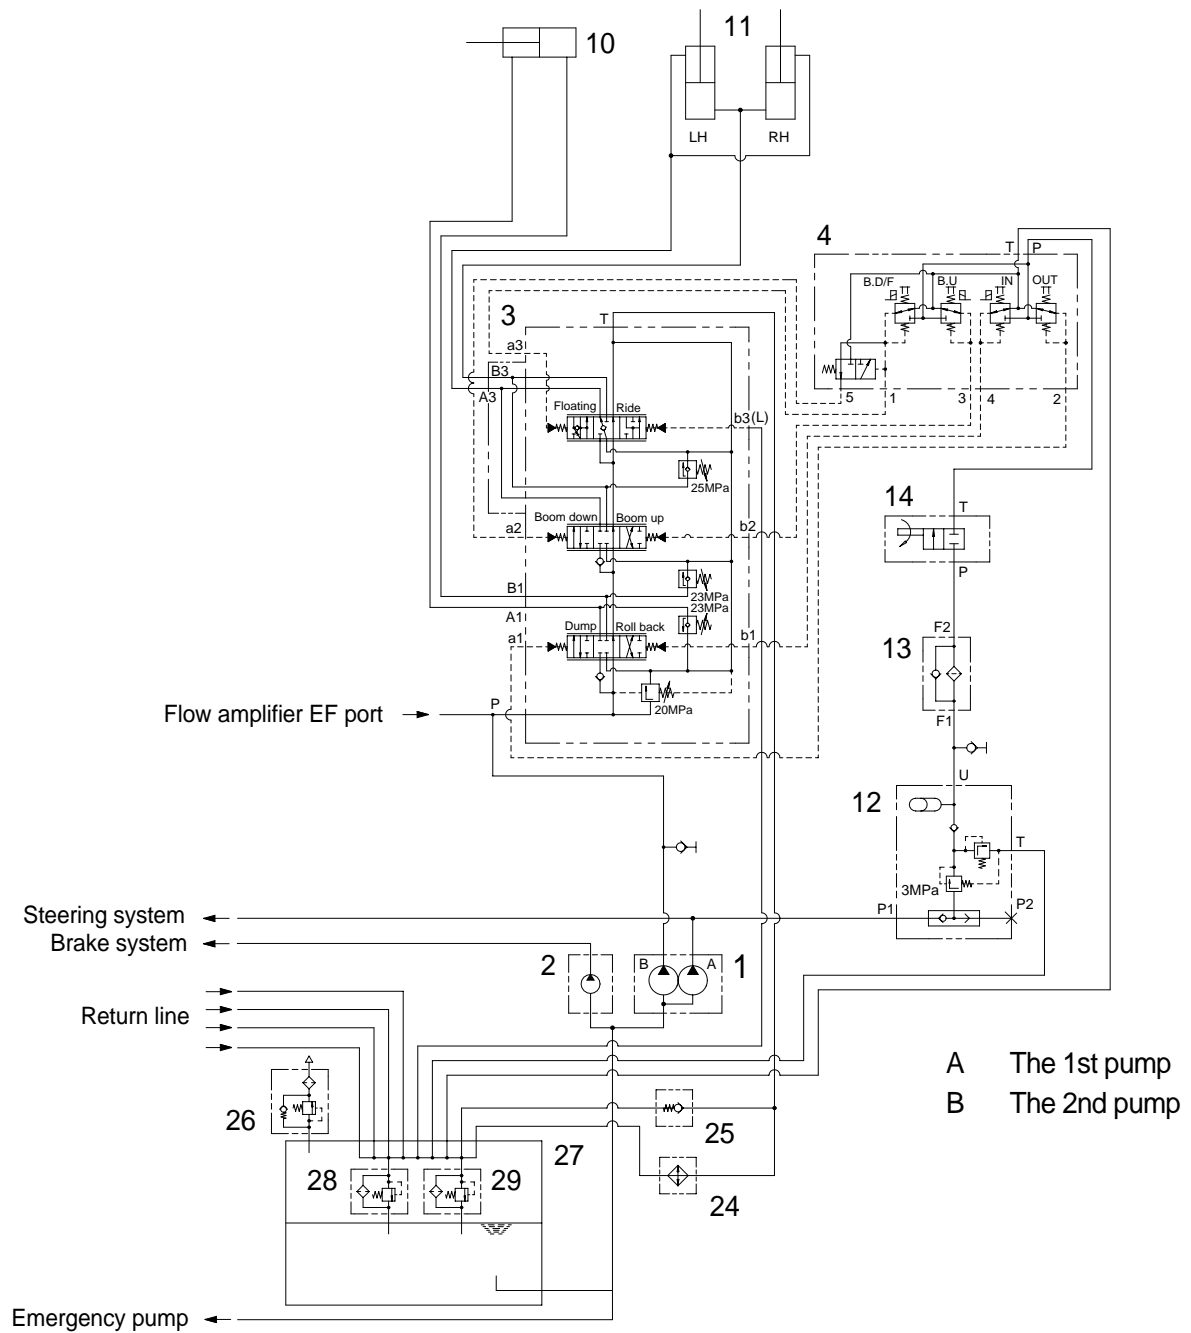 10
11
LH RH
4
T P
B.D/F B.U IN OUT
3
T
a3
B3
A3
5 1 3 4 2
Floating Ride
b3(L)
25MPa
14
T
Boom down Boom up
a2
b2
P
B1
23MPa
23MPa
A1
Dump Roll back
a1
b1
F2
13
20MPa
Flow amplifier EF port
P
F1
U
12
T
3MPa
P1 P2
Steering system
Brake system
2
B A
1
Return line
A The 1st pump
B The 2nd pump
26
25
27
28
29
24
Emergency pump